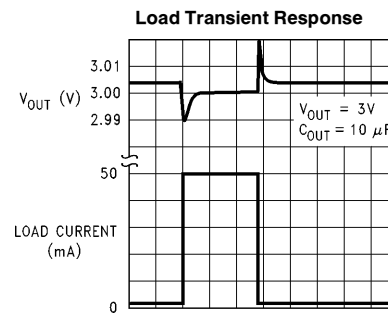 Load Transient Response
3.01
V_OUT (V) 3.00
2.99
V_OUT = 3V
C_OUT = 10 μF
50
LOAD CURRENT
(mA)
0